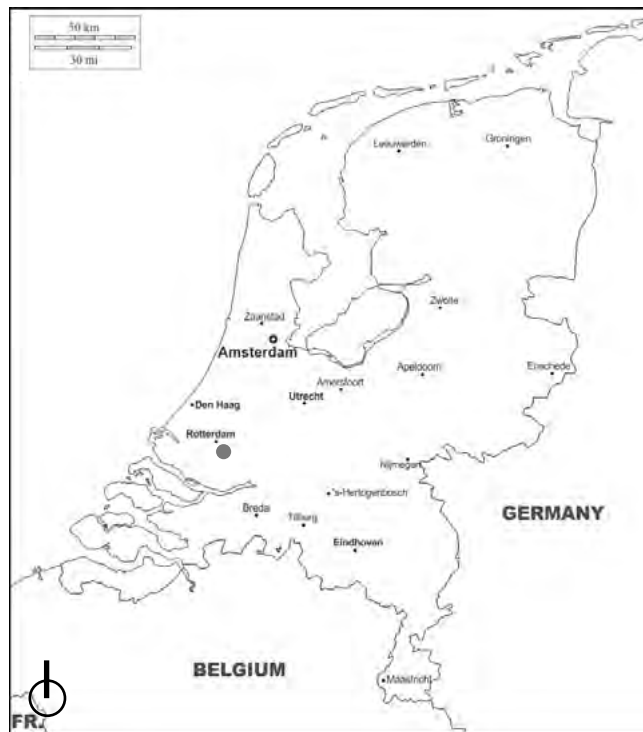 50 km
30 mi
Leeuwarden
Groningen
Zaanstad
Zwolle
Amsterdam
Amersfoort
Apeldoorn
Enschede
Utrecht
Den Haag
Rotterdam
Nijmegen
's-Hertogenbosch
Breda
Tilburg
GERMANY
Eindhoven
BELGIUM
Maastricht
FR.